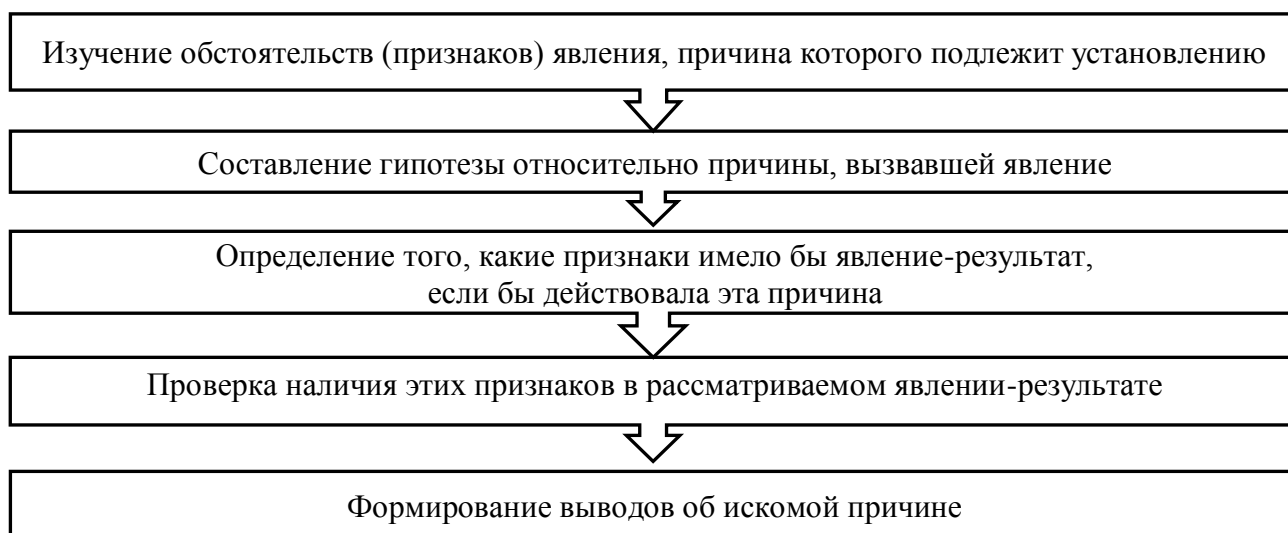 Изучение обстоятельств (признаков) явления, причина которого подлежит установлению
Составление гипотезы относительно причины, вызвавшей явление
Определение того, какие признаки имело бы явление-результат,
если бы действовала эта причина
Проверка наличия этих признаков в рассматриваемом явлении-результате
Формирование выводов об искомой причине